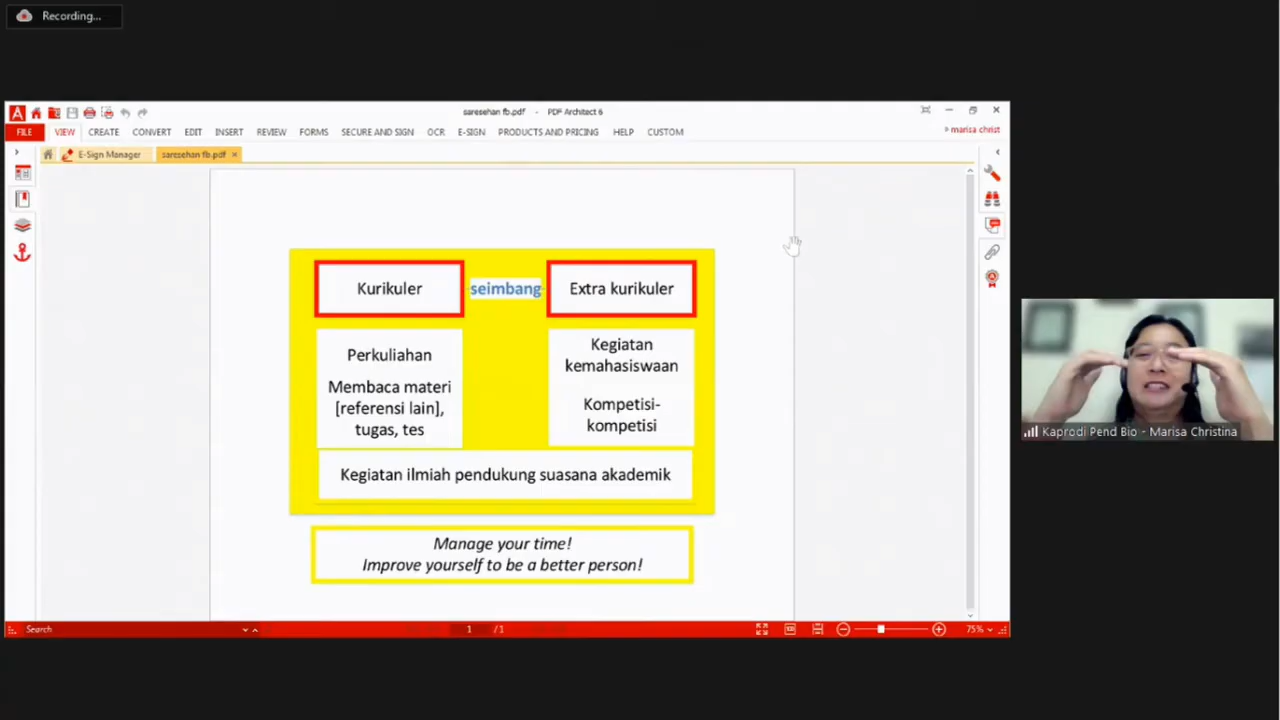 Recording...
saresehan fb.pdf - PDF Architect 6
FILE VIEW CREATE CONVERT EDIT INSERT REVIEW FORMS SECURE AND SIGN OCR E-SIGN PRODUCTS AND PRICING HELP CUSTOM
marisa christ
E-Sign Manager
saresehan fb.pdf
Kurikuler
seimbang
Extra kurikuler
Perkuliahan
Membaca materi
[referensi lain],
tugas, tes
Kegiatan
kemahasiswaan
Kompetisi-
kompetisi
Kegiatan ilmiah pendukung suasana akademik
Manage your time!
Improve yourself to be a better person!
Kaprodi Pend Bio - Marisa Christina
Search
1 /1
75%